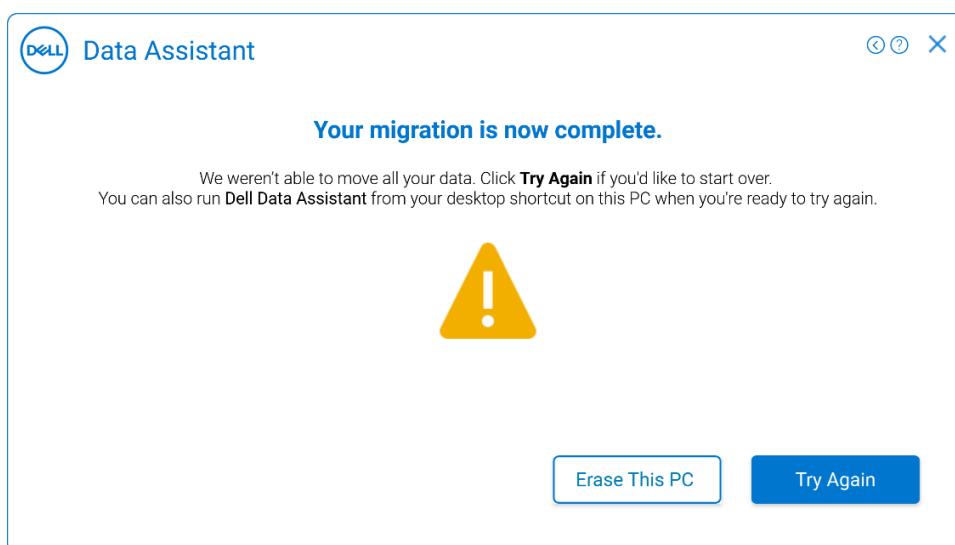 DELL
Data Assistant
Your migration is now complete.
We weren't able to move all your data. Click Try Again if you'd like to start over.
You can also run Dell Data Assistant from your desktop shortcut on this PC when you're ready to try again.
Erase This PC
Try Again